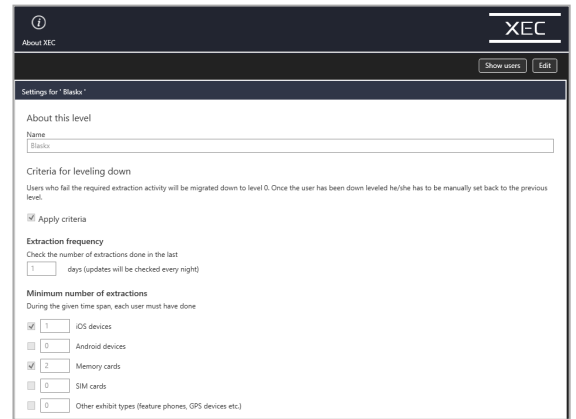 About XEC
XEC
Show users Edit
Settings for ' Blaskx '
About this level
Name
Blaskx
Criteria for leveling down
Users who fail the required extraction activity will be migrated down to level 0. Once the user has been down leveled he/she has to be manually set back to the previous
level.
Apply criteria
Extraction frequency
Check the number of extractions done in the last
1 days (updates will be checked every night)
Minimum number of extractions
During the given time span, each user must have done
1 iOS devices
0 Android devices
2 Memory cards
0 SIM cards
0 Other exhibit types (feature phones, GPS devices etc.)